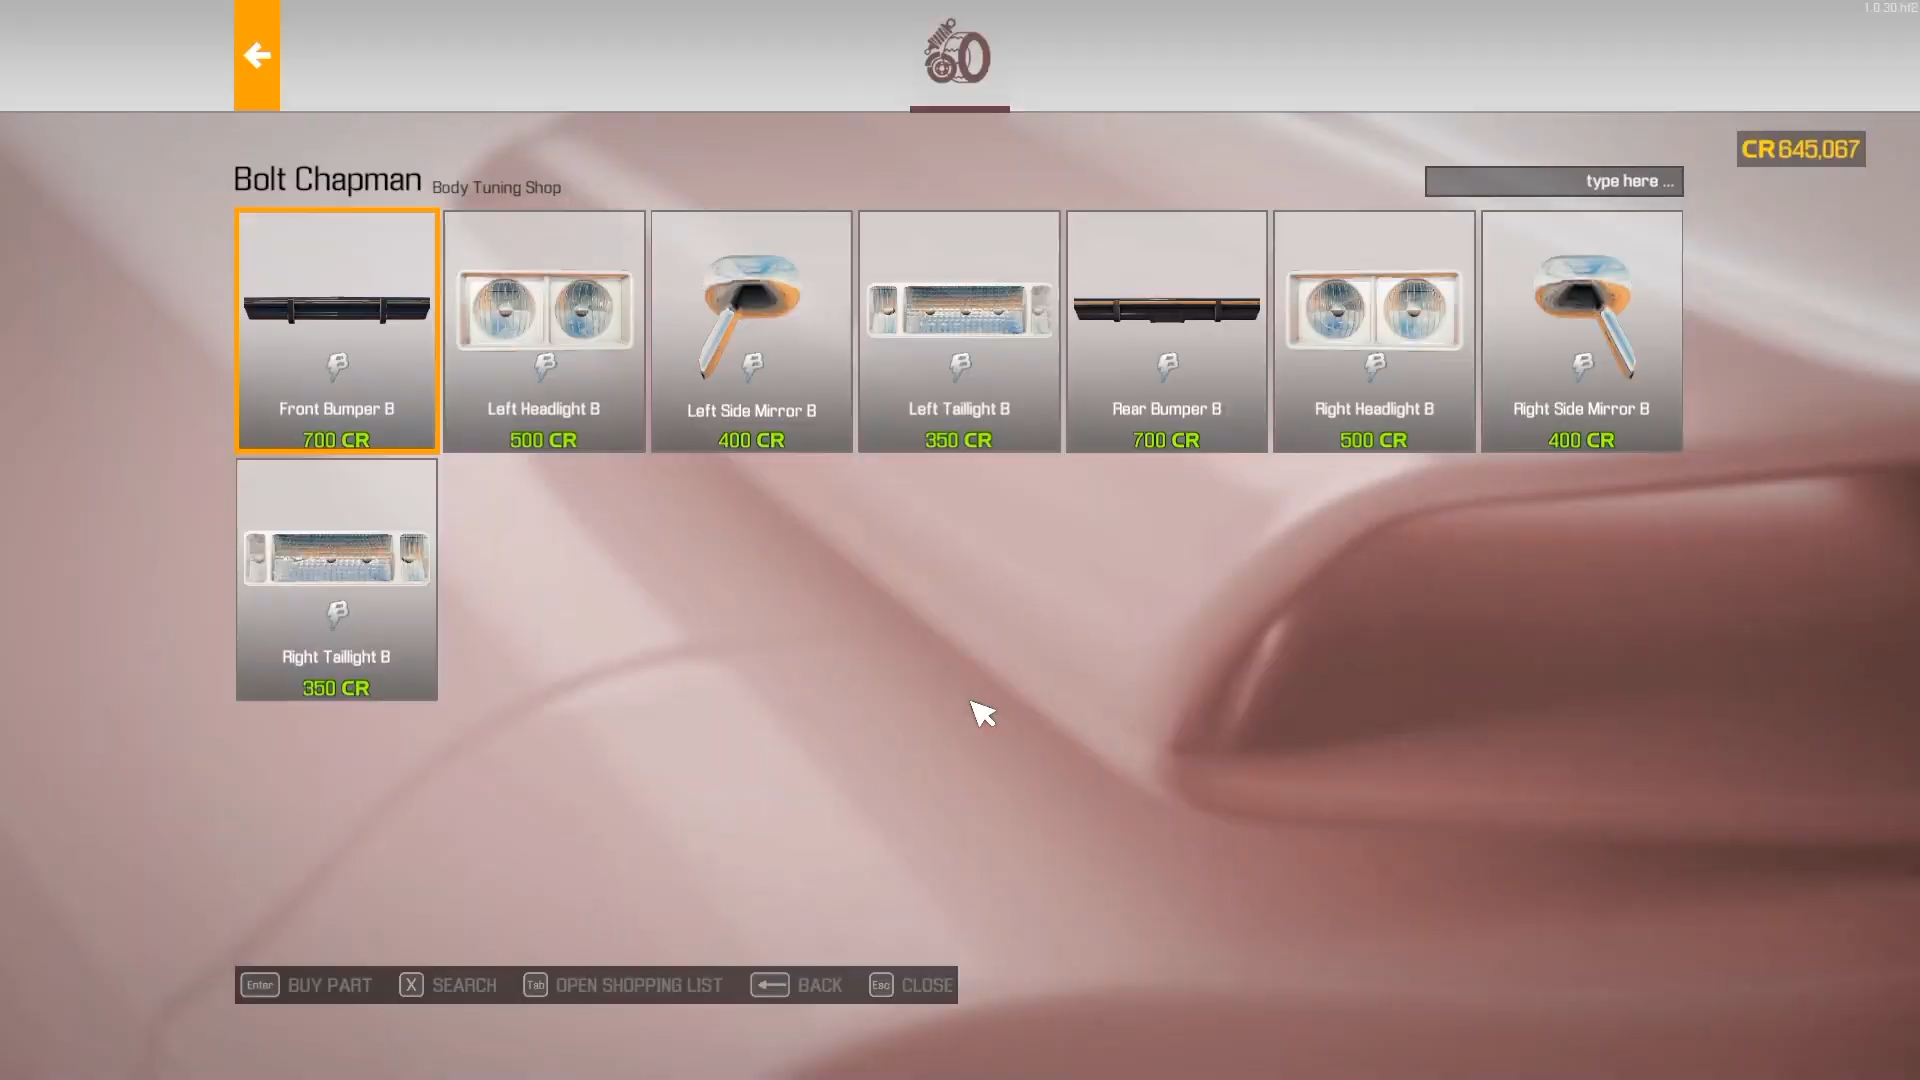 1.0.30.hf2
CR 645,067
Bolt Chapman Body Tuning Shop
type here ...
Front Bumper B
700 CR
Left Headlight B
500 CR
Left Side Mirror B
400 CR
Left Taillight B
350 CR
Rear Bumper B
700 CR
Right Headlight B
500 CR
Right Side Mirror B
400 CR
Right Taillight B
350 CR
Enter BUY PART X SEARCH Tab OPEN SHOPPING LIST BACK Esc CLOSE